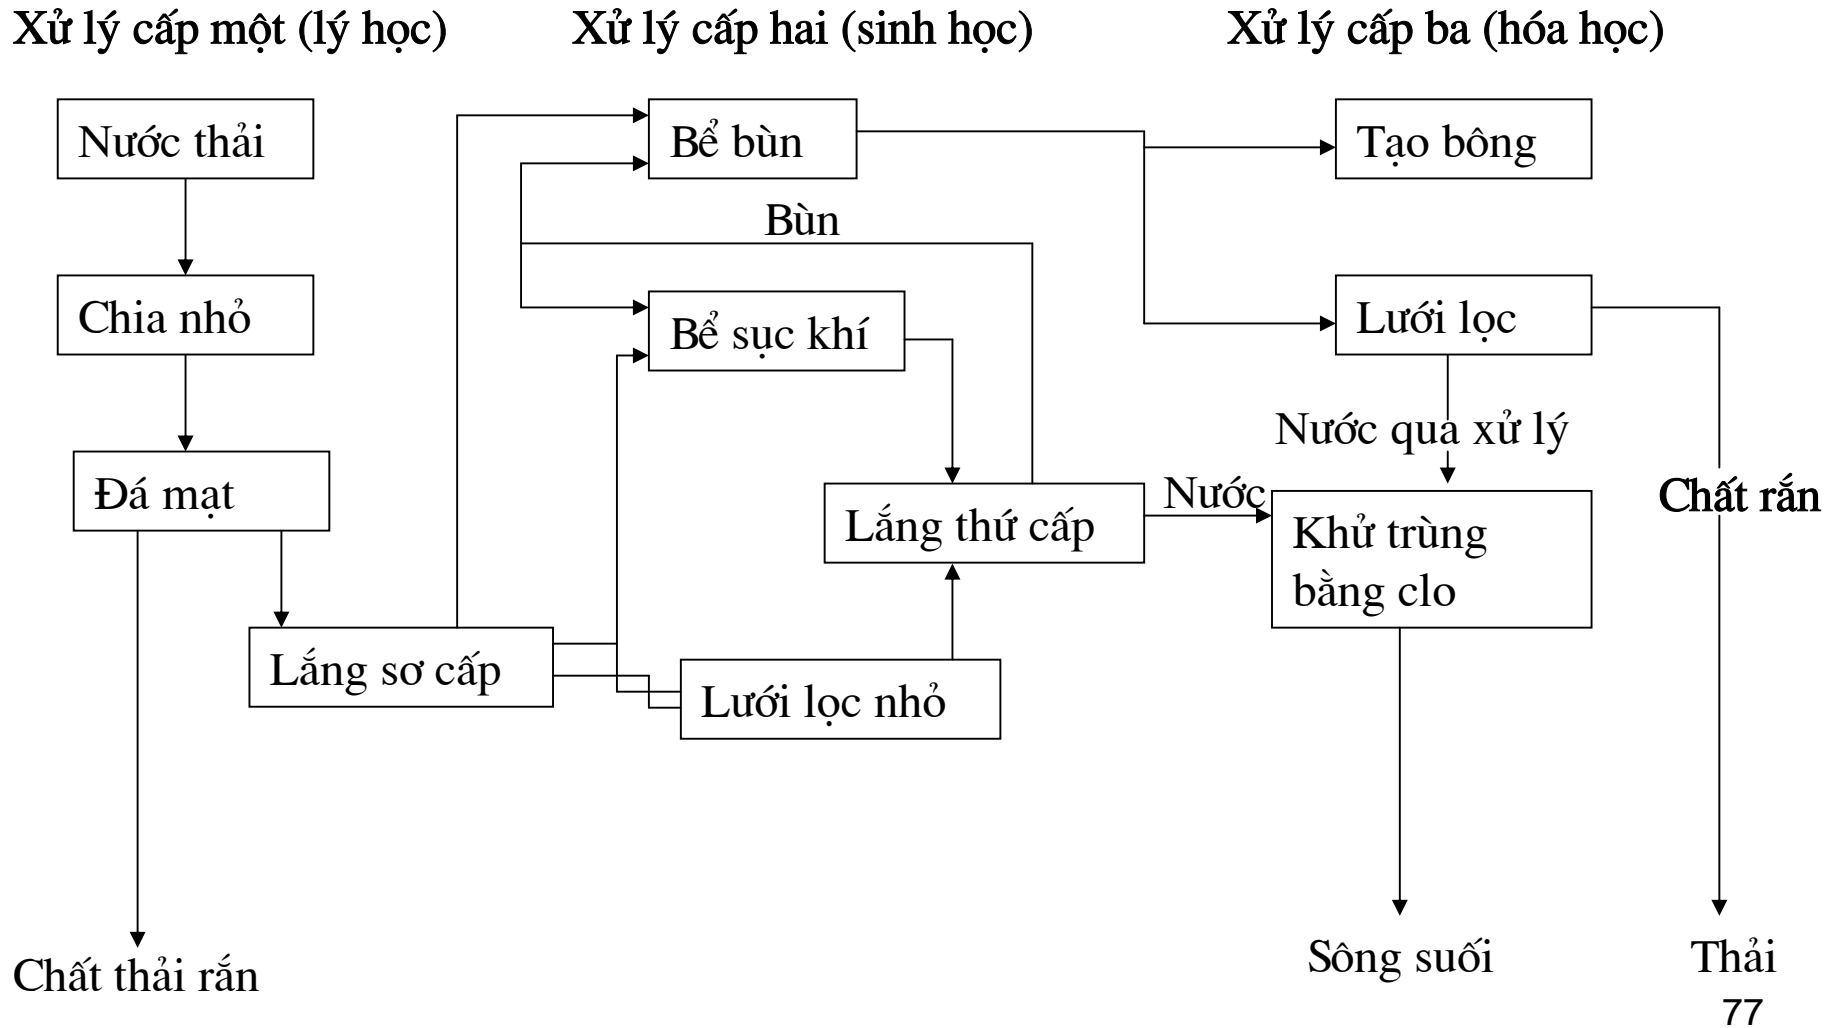 Xử lý cấp một (lý học)
Xử lý cấp hai (sinh học)
Xử lý cấp ba (hóa học)
Nước thải
Chia nhỏ
Đá mạt
Lắng sơ cấp
Chất thải rắn
Bể bùn
Bùn
Bể sục khí
Lắng thứ cấp
Lưới lọc nhỏ
Nước
Tạo bông
Lưới lọc
Nước qua xử lý
Khử trùng
bằng clo
Chất rắn
Sông suối
Thải
77